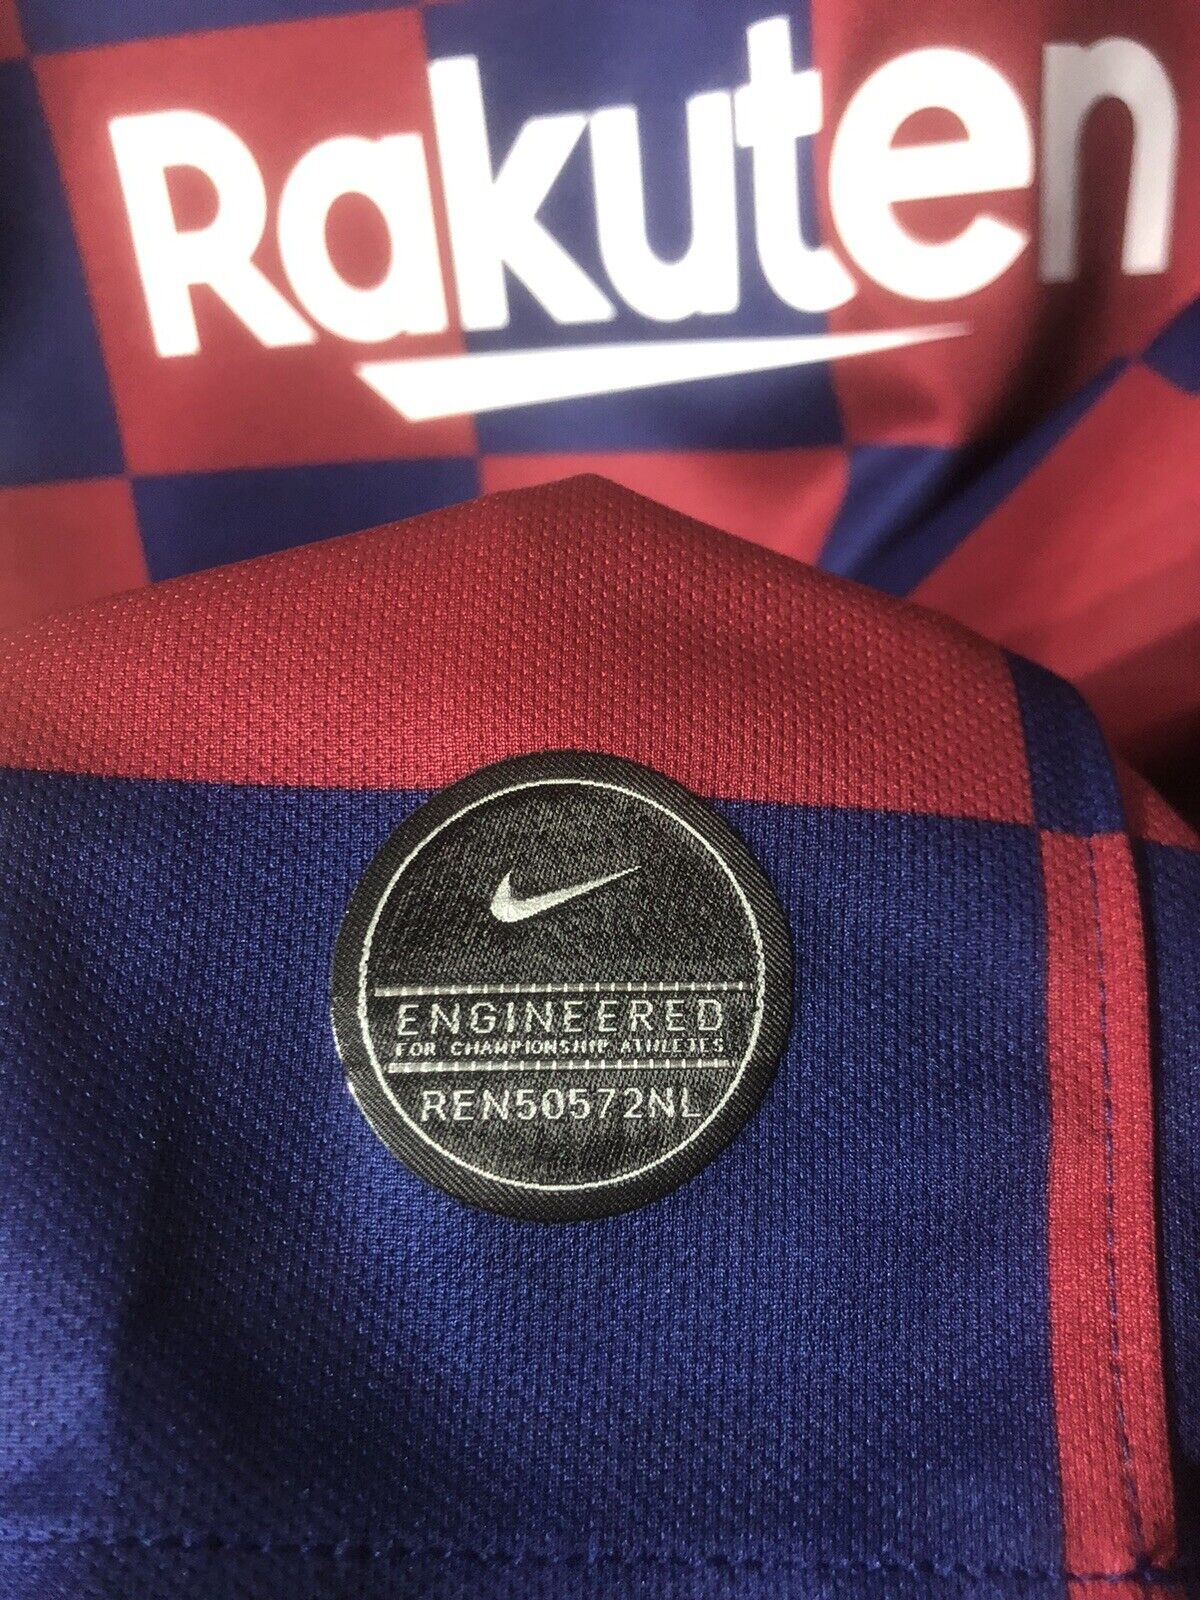 Rakuten
ENGINEERED
FOR CHAMPIONSHIP ATHLETES
REN50572NL